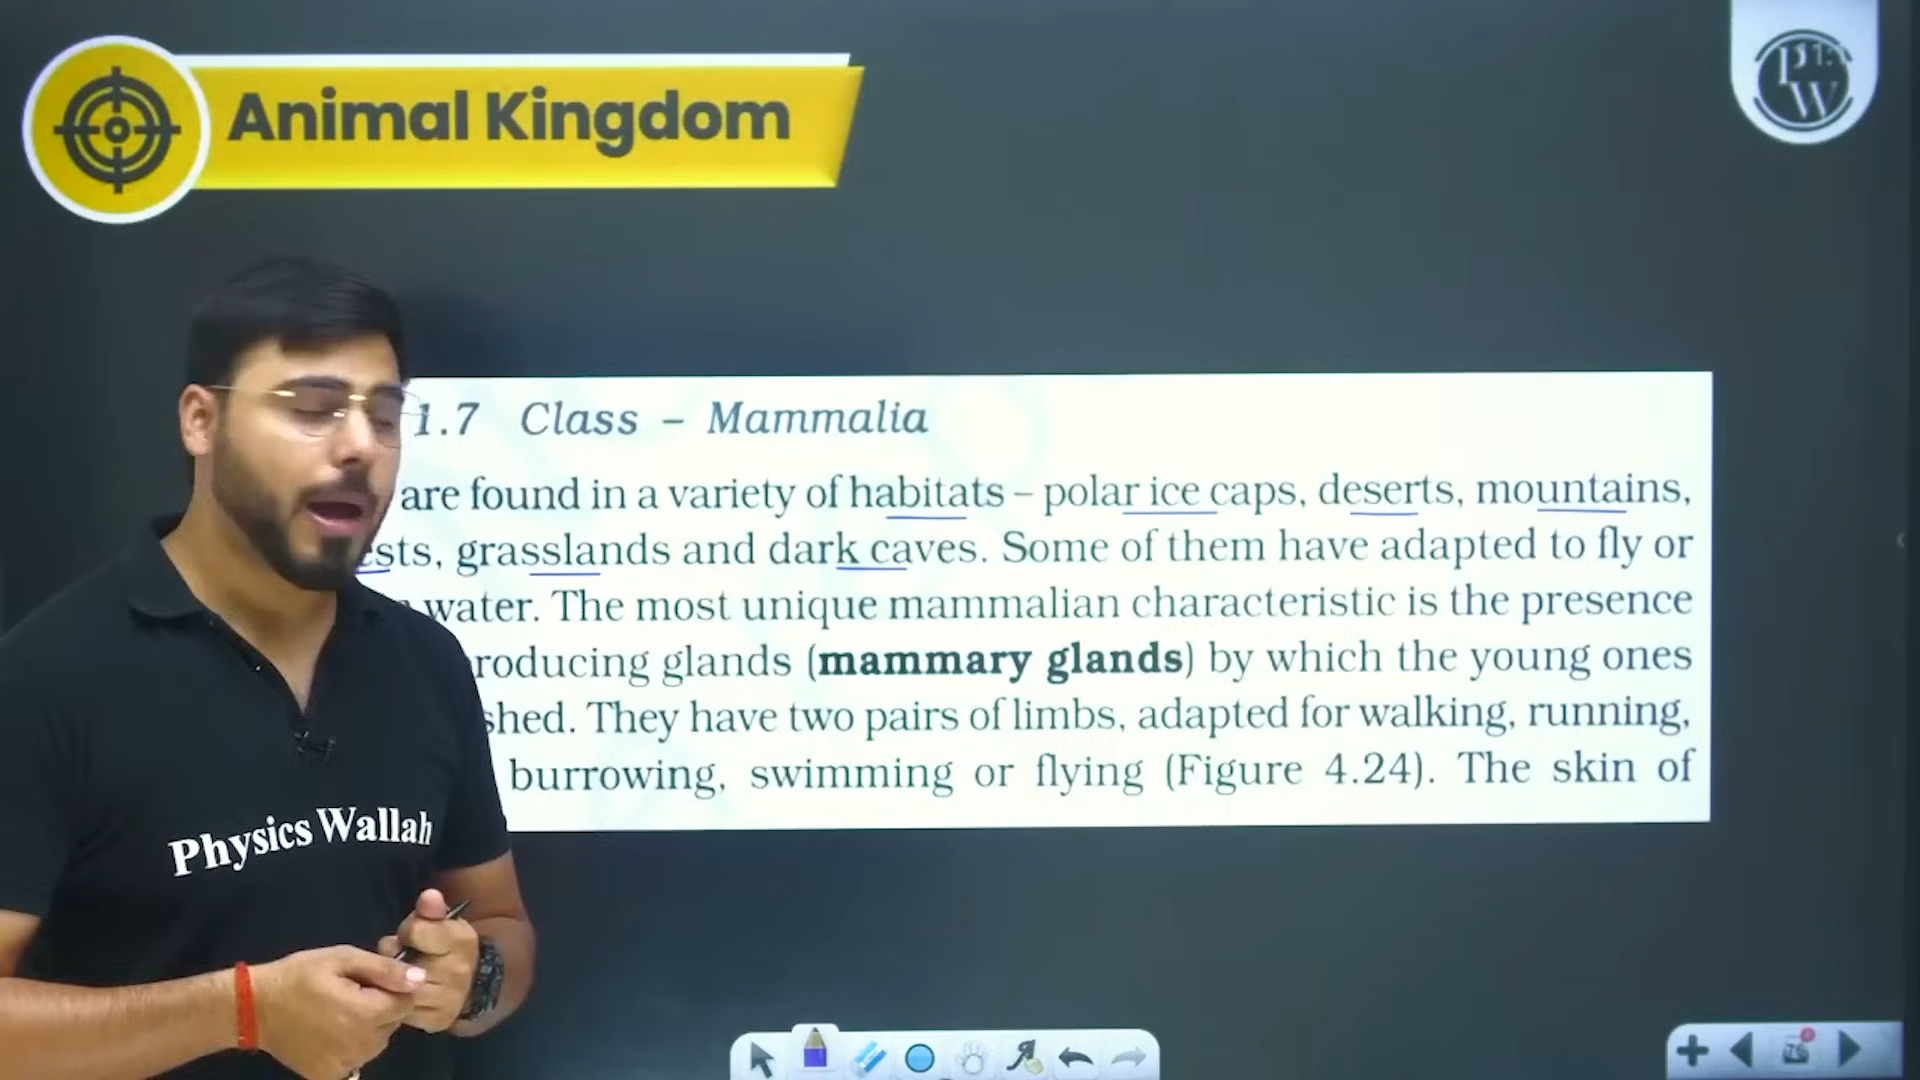 Animal Kingdom
PW
1.7 Class – Mammalia
are found in a variety of habitats – polar ice caps, deserts, mountains,
ests, grasslands and dark caves. Some of them have adapted to fly or
water. The most unique mammalian characteristic is the presence
roducing glands (mammary glands) by which the young ones
shed. They have two pairs of limbs, adapted for walking, running,
burrowing, swimming or flying (Figure 4.24). The skin of
Physics Wallah